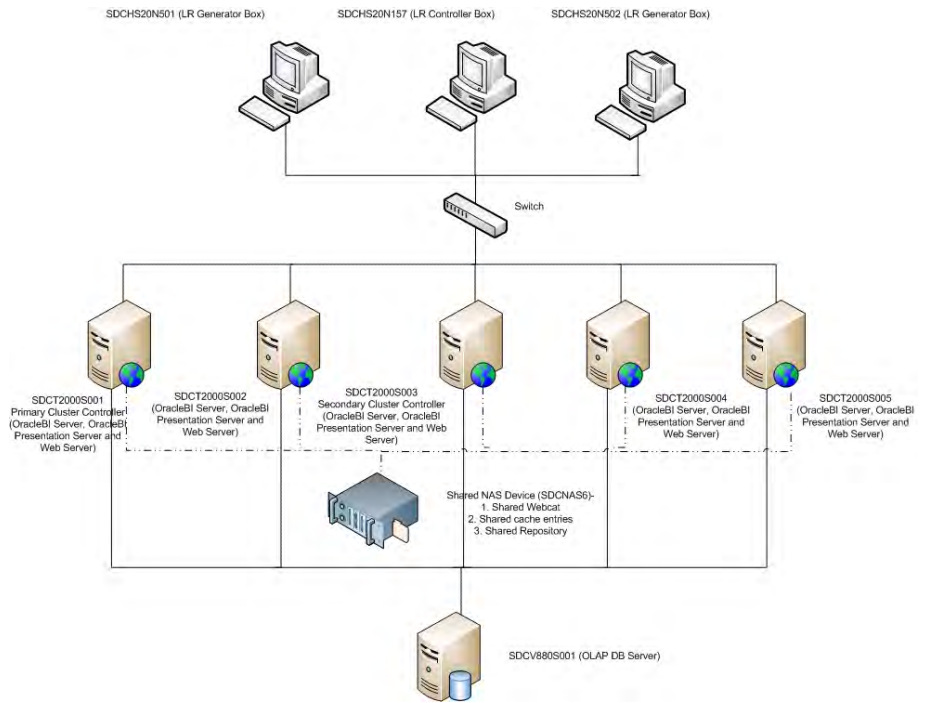 SDCHS20N501 (LR Generator Box)
SDCHS20N157 (LR Controller Box)
SDCHS20N502 (LR Generator Box)
Switch
SDCT2000S001
Primary Cluster Controller
(OracleBI Server, OracleBI
Presentation Server and
Web Server)
SDCT2000S002
(OracleBI Server, OracleBI
Presentation Server and
Web Server)
SDCT2000S003
Secondary Cluster Controller
(OracleBI Server, OracleBI
Presentation Server and Web
Server)
SDCT2000S004
(OracleBI Server, OracleBI
Presentation Server and
Web Server)
SDCT2000S005
(OracleBI Server, OracleBI
Presentation Server and
Web Server)
Shared NAS Device (SDCNAS6)-
1. Shared Webcat
2. Shared cache entries
3. Shared Repository
SDCV880S001 (OLAP DB Server)